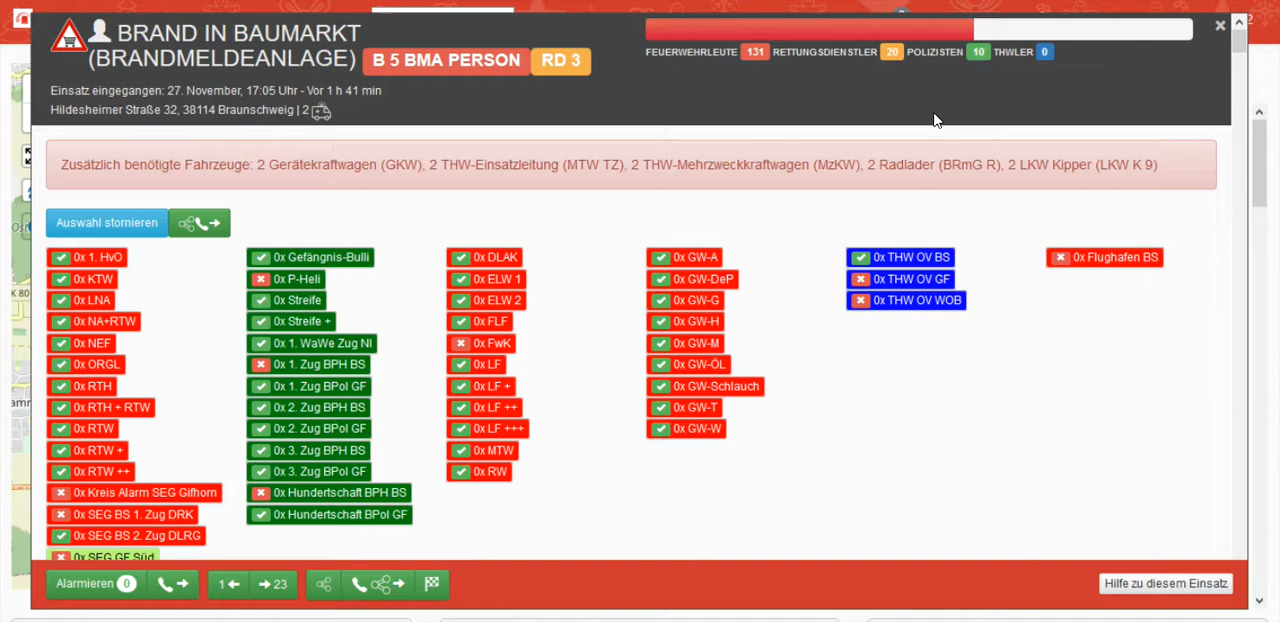 BRAND IN BAUMARKT
(BRANDMELDEANLAGE) B 5 BMA PERSON RD 3
FEUERWEHRLEUTE 131 RETTUNGSDIENSTLER 20 POLIZISTEN 10 THWLER 0
Einsatz eingegangen: 27. November, 17:05 Uhr - Vor 1 h 41 min
Hildesheimer Straße 32, 38114 Braunschweig | 2
Zusätzlich benötigte Fahrzeuge: 2 Gerätekraftwagen (GKW), 2 THW-Einsatzleitung (MTW TZ), 2 THW-Mehrzweckkraftwagen (MzKW), 2 Radlader (BRmG R), 2 LKW Kipper (LKW K 9)
Auswahl stornieren
0x 1. HvO
0x KTW
0x LNA
0x NA+RTW
0x NEF
0x ORGL
0x RTH
0x RTH + RTW
0x RTW
0x RTW +
0x RTW ++
0x Kreis Alarm SEG Gifhorn
0x SEG BS 1. Zug DRK
0x SEG BS 2. Zug DLRG
0x SEG GF Süd
0x Gefängnis-Bulli
0x P-Heli
0x Streife
0x Streife +
0x 1. WaWe Zug NI
0x 1. Zug BPH BS
0x 1. Zug BPol GF
0x 2. Zug BPH BS
0x 2. Zug BPol GF
0x 3. Zug BPH BS
0x 3. Zug BPol GF
0x Hundertschaft BPH BS
0x Hundertschaft BPol GF
0x DLAK
0x ELW 1
0x ELW 2
0x FLF
0x FwK
0x LF
0x LF +
0x LF ++
0x LF +++
0x MTW
0x RW
0x GW-A
0x GW-DeP
0x GW-G
0x GW-H
0x GW-M
0x GW-ÖL
0x GW-Schlauch
0x GW-T
0x GW-W
0x THW OV BS
0x THW OV GF
0x THW OV WOB
0x Flughafen BS
Alarmieren 0
1
23
Hilfe zu diesem Einsatz
K 80